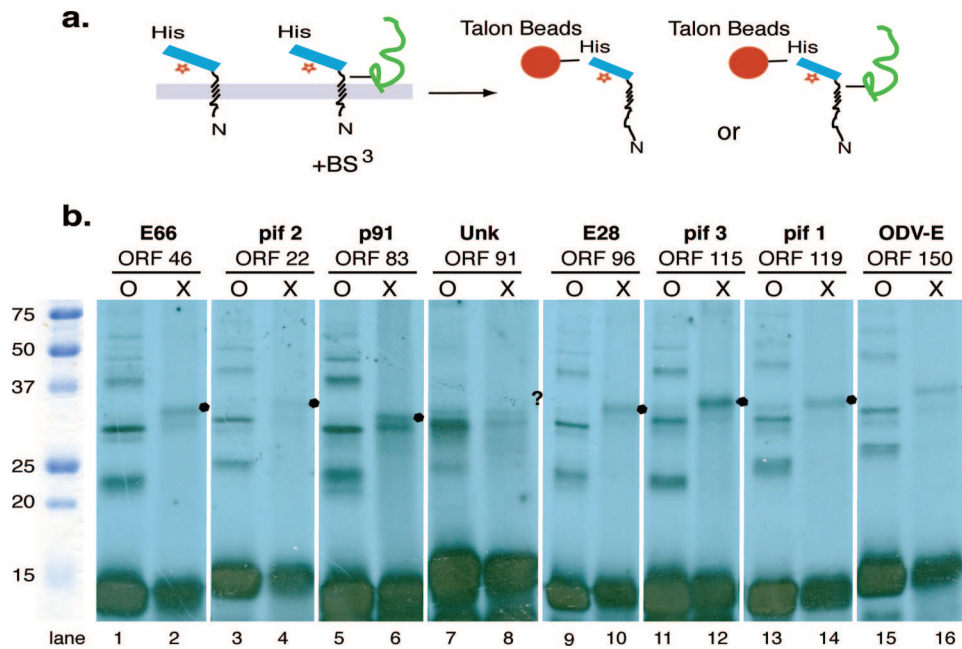 a.
His
His
N
N
+BS3
Talon Beads
His
N
or
Talon Beads
His
N
b.
E66 pif 2 p91 Unk E28 pif 3 pif 1 ODV-E
ORF 46 ORF 22 ORF 83 ORF 91 ORF 96 ORF 115 ORF 119 ORF 150
O X O X O X O X O X O X O X O X
75
50
37
?
25
20
15
lane 1 2 3 4 5 6 7 8 9 10 11 12 13 14 15 16